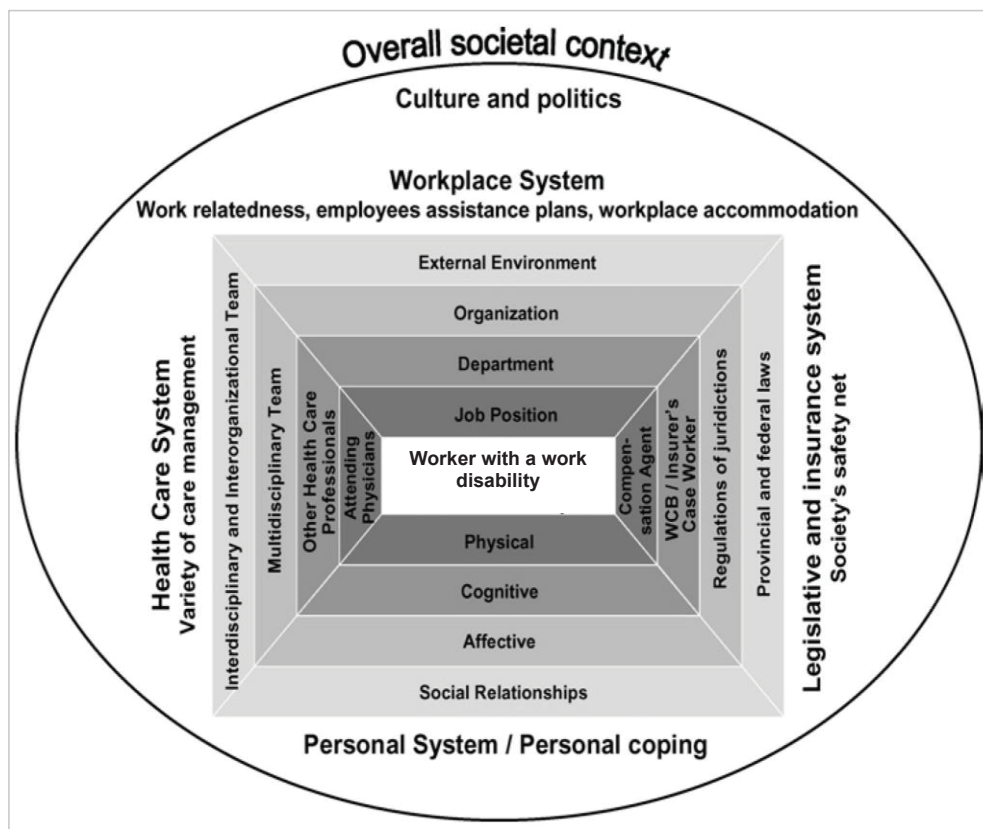 Overall societal context
Culture and politics
Workplace System
Work relatedness, employees assistance plans, workplace accommodation
External Environment
Organization
Department
Job Position
Worker with a work
disability
Physical
Cognitive
Affective
Social Relationships
Personal System / Personal coping
Health Care System
Variety of care management
Interdisciplinary and Interorganizational Team
Multidisciplinary Team
Other Health Care
Professionals
Attending
Physicians
Compen-
sation Agent
WCB / Insurer's
Case Worker
Regulations of jurisdictions
Provincial and federal laws
Legislative and insurance system
Society's safety net